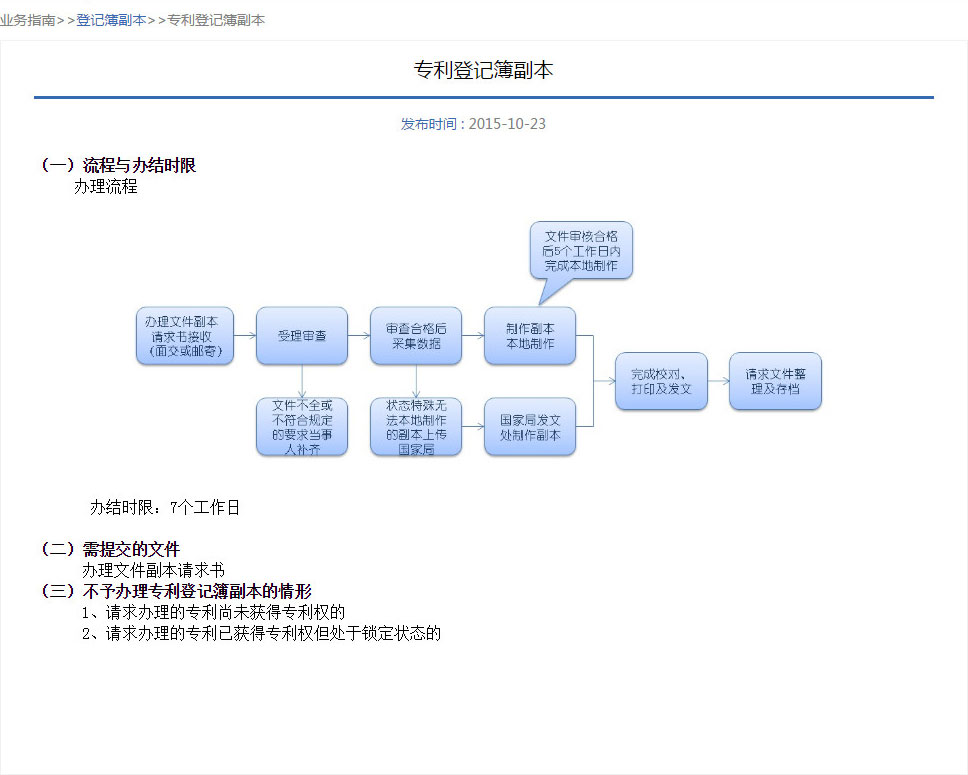 业务指南>>登记簿副本>>专利登记簿副本
专利登记簿副本
发布时间 : 2015-10-23
（一）流程与办结时限
办理流程
文件审核合格
后5个工作日内
完成本地制作
办理文件副本
请求书接收
（面交或邮寄）
受理审查
审查合格后
采集数据
制作副本
本地制作
完成校对、
打印及发文
请求文件整
理及存档
文件不全或
不符合规定
的要求当事
人补齐
状态特殊无
法本地制作
的副本上传
国家局
国家局发文
处制作副本
办结时限：7个工作日
（二）需提交的文件
办理文件副本请求书
（三）不予办理专利登记簿副本的情形
1、请求办理的专利尚未获得专利权的
2、请求办理的专利已获得专利权但处于锁定状态的